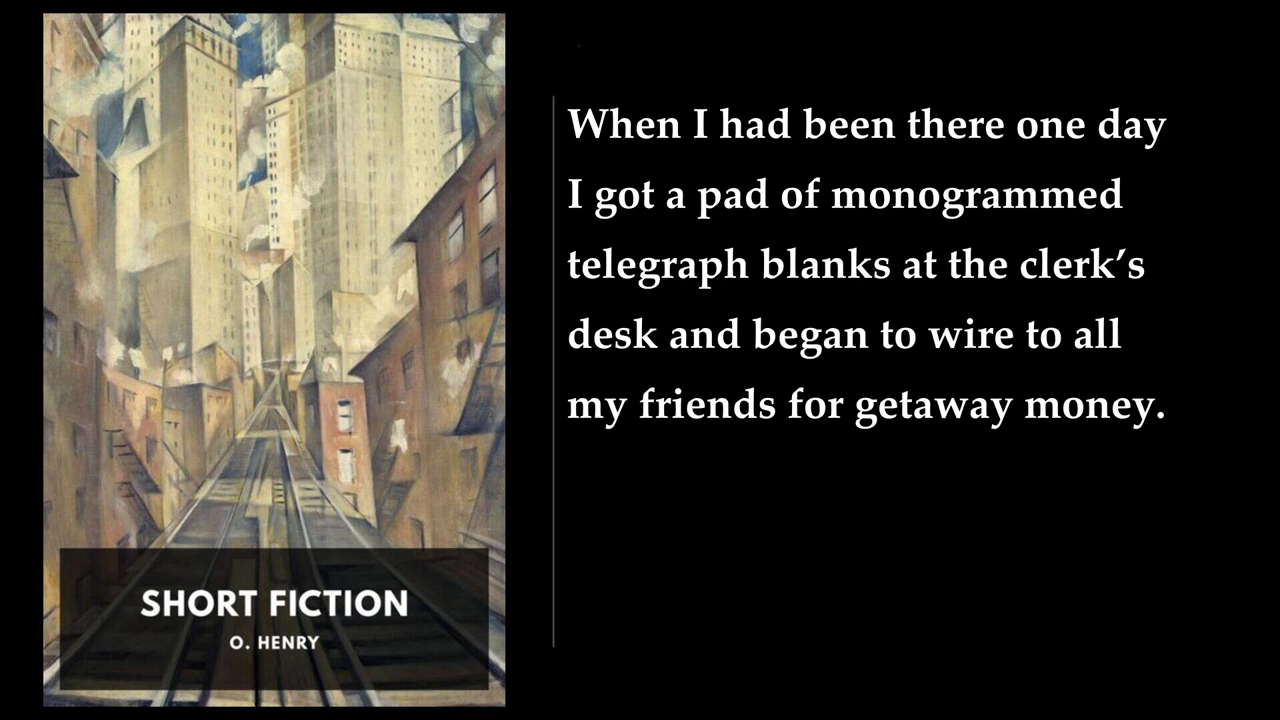 When I had been there one day
I got a pad of monogrammed
telegraph blanks at the clerk’s
desk and began to wire to all
my friends for getaway money.
SHORT FICTION
O. HENRY